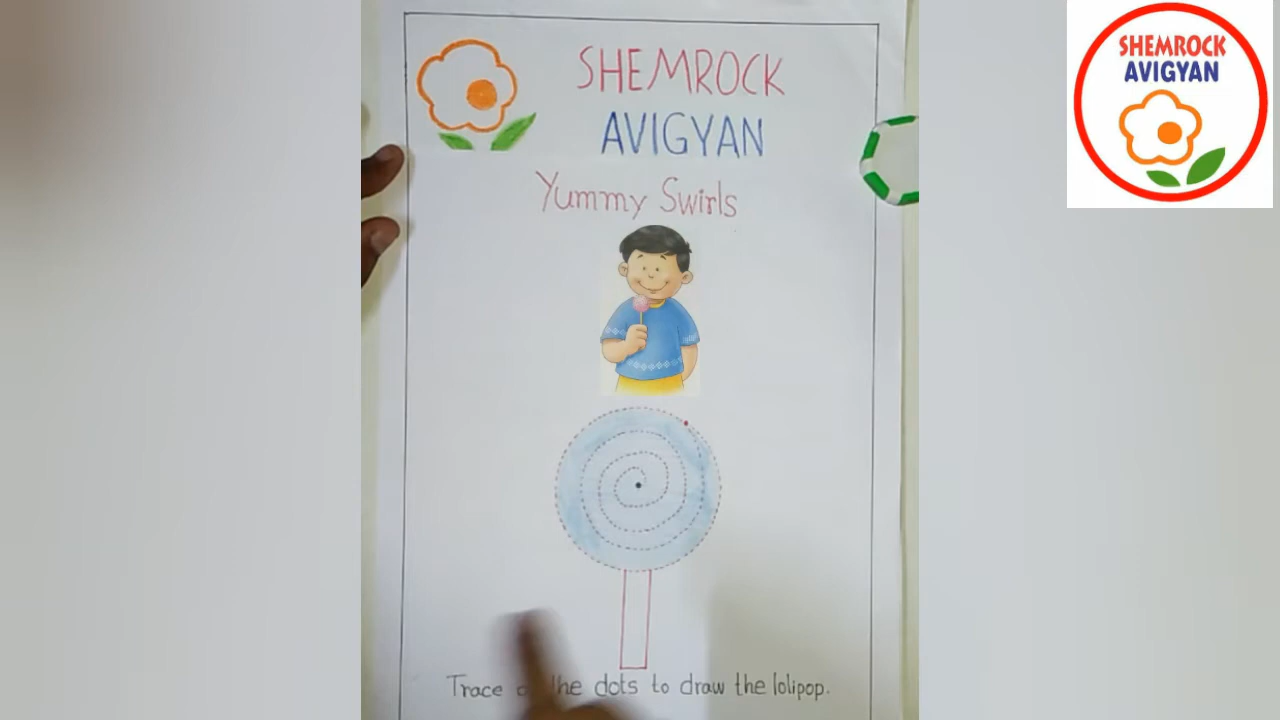 SHEMROCK
AVIGYAN
Yummy Swirls
Trace the dots to draw the lolipop.
SHEMROCK
AVIGYAN